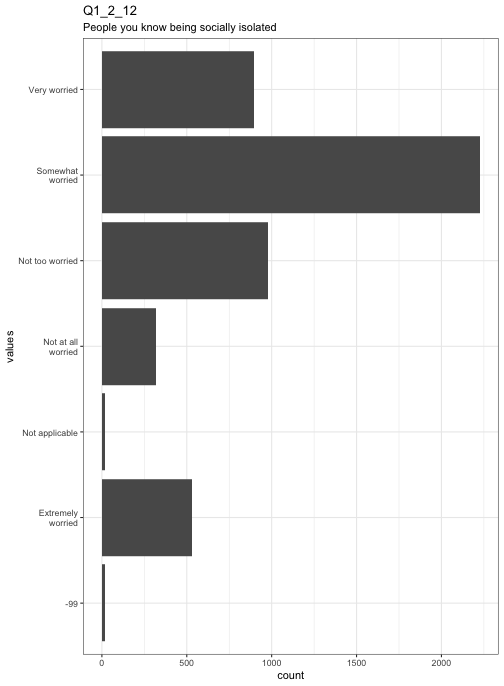 Q1_2_12
People you know being socially isolated
Very worried
Somewhat
worried
Not too worried
Not at all
worried
Not applicable
Extremely
worried
-99
values
0 500 1000 1500 2000
count